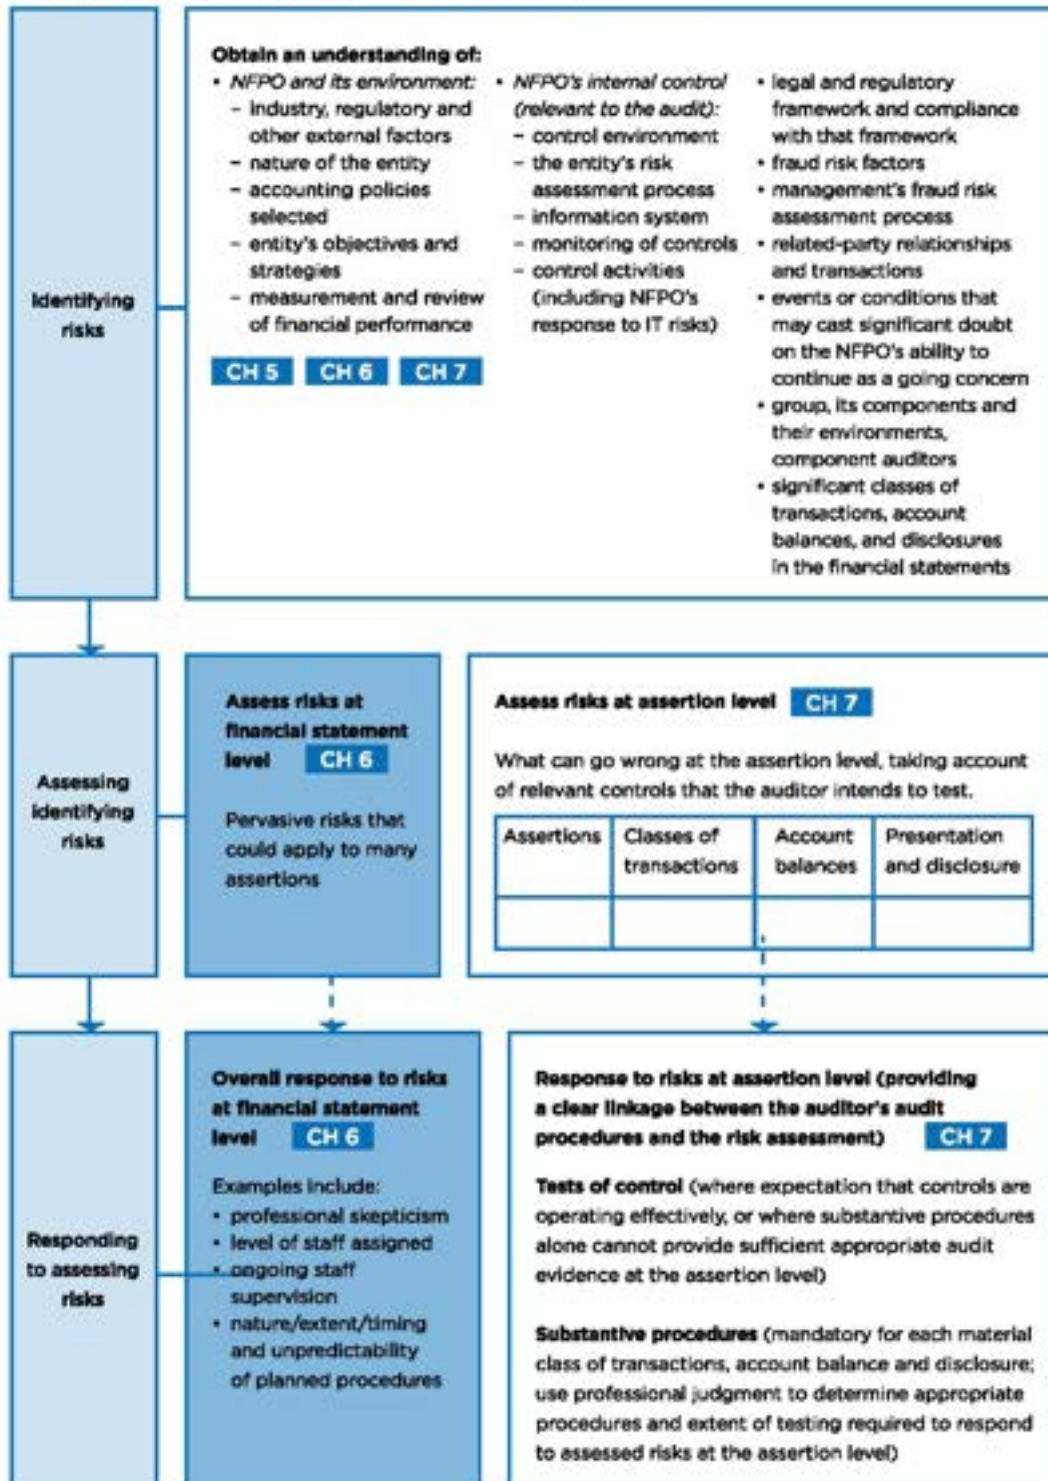 Identifying
risks
Obtain an understanding of:
• NFPO and its environment:
– industry, regulatory and
other external factors
– nature of the entity
– accounting policies
selected
– entity's objectives and
strategies
– measurement and review
of financial performance
CH 5 CH 6 CH 7
• NFPO's internal control
(relevant to the audit):
– control environment
– the entity's risk
assessment process
– information system
– monitoring of controls
– control activities
(including NFPO's
response to IT risks)
• legal and regulatory
framework and compliance
with that framework
• fraud risk factors
• management's fraud risk
assessment process
• related-party relationships
and transactions
• events or conditions that
may cast significant doubt
on the NFPO's ability to
continue as a going concern
• group, its components and
their environments,
component auditors
• significant classes of
transactions, account
balances, and disclosures
in the financial statements
Assessing
identifying
risks
Assess risks at
financial statement
level CH 6
Pervasive risks that
could apply to many
assertions
Assess risks at assertion level CH 7
What can go wrong at the assertion level, taking account
of relevant controls that the auditor intends to test.
Assertions
Classes of
transactions
Account
balances
Presentation
and disclosure
Responding
to assessing
risks
Overall response to risks
at financial statement
level CH 6
Examples include:
• professional skepticism
• level of staff assigned
• ongoing staff
supervision
• nature/extent/timing
and unpredictability
of planned procedures
Response to risks at assertion level (providing
a clear linkage between the auditor's audit
procedures and the risk assessment) CH 7
Tests of control (where expectation that controls are
operating effectively, or where substantive procedures
alone cannot provide sufficient appropriate audit
evidence at the assertion level)
Substantive procedures (mandatory for each material
class of transactions, account balance and disclosure;
use professional judgment to determine appropriate
procedures and extent of testing required to respond
to assessed risks at the assertion level)